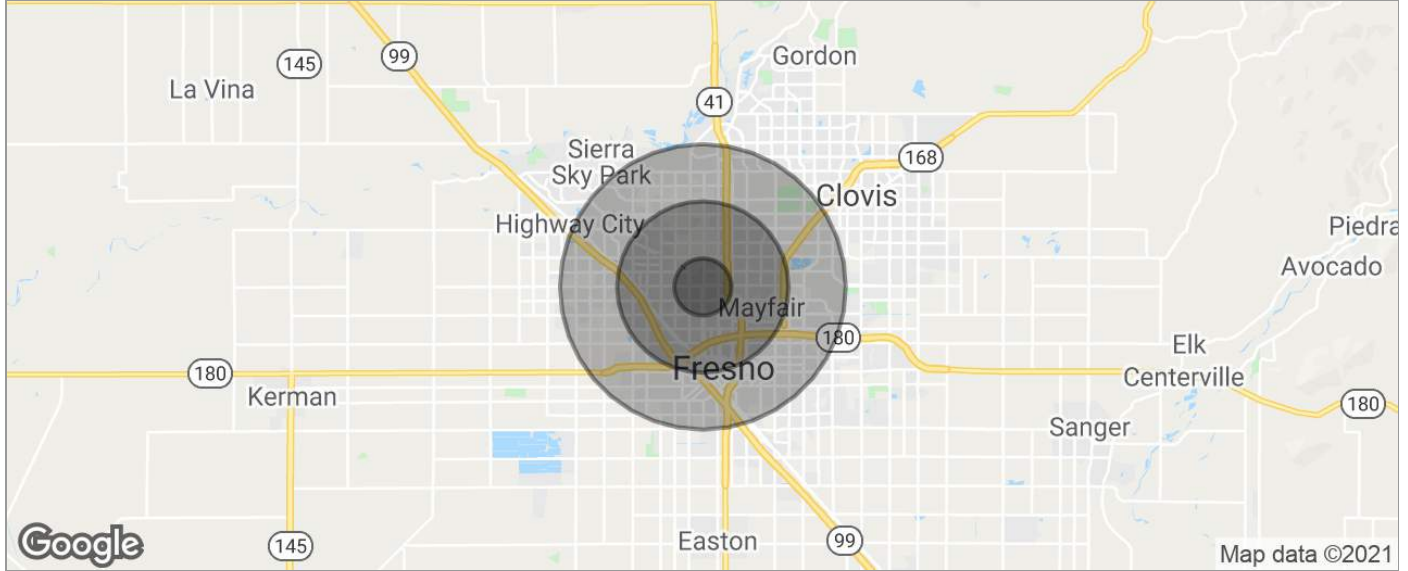 Gordon
145
99
La Vina
41
Sierra
Sky Park
168
Clovis
Highway City
Piedra
Avocado
Mayfair
180
Elk
Fresno
180
Centerville
Kerman
180
Sanger
Google
145
Easton
99
Map data ©2021